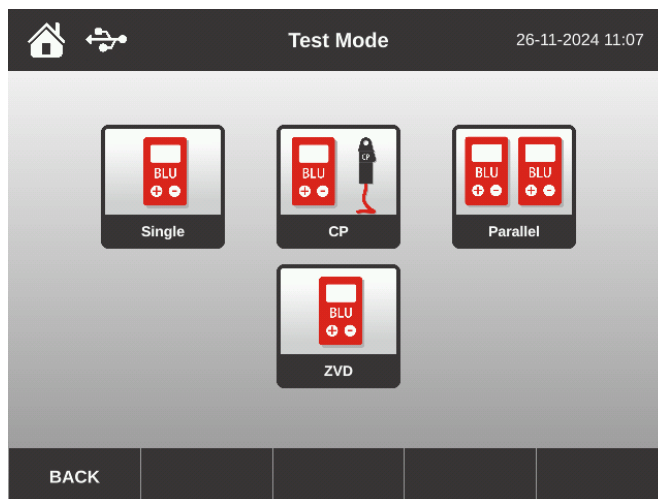 Test Mode
26-11-2024 11:07
BLU
Single
BLU
CP
CP
BLU
BLU
Parallel
BLU
ZVD
BACK